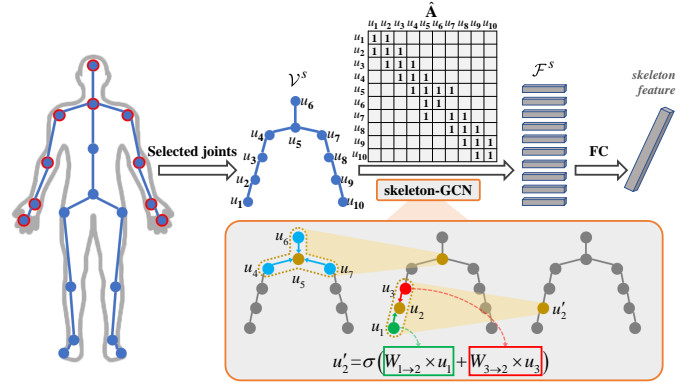 Â
u₁ u₂ u₃ u₄ u₅ u₆ u₇ u₈ u₉ u₁₀
u₁ 1 1
u₂ 1 1 1
u₃ 1 1 1
u₄ 1 1 1
u₅ 1 1 1 1
u₆ 1 1
u₇ 1 1 1
u₈ 1 1 1
u₉ 1 1 1
u₁₀ 1 1
Selected joints
𝒱ˢ
u₆
u₄ u₅ u₇
u₃ u₈
u₂ u₉
u₁ u₁₀
skeleton-GCN
ℱˢ
FC
skeleton
feature
u₆
u₄ u₅ u₇
u₃
u₂
u₁
u′₂
u′₂=σ(W₁→₂ × u₁ + W₃→₂ × u₃)